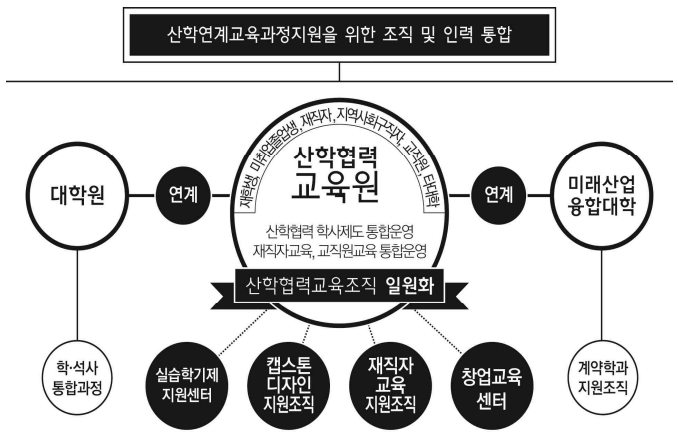 산학연계교육과정지원을 위한 조직 및 인력 통합
재학생, 미취업졸업생, 재직자, 지역사회구직자, 교직원, 타대학
산학협력
교육원
산학협력 학사제도 통합운영
재직자교육, 교직원교육 통합운영
산학협력교육조직 일원화
대학원
연계
연계
미래산업
융합대학
학·석사
통합과정
실습학기제
지원센터
캡스톤
디자인
지원조직
재직자
교육
지원조직
창업교육
센터
계약학과
지원조직